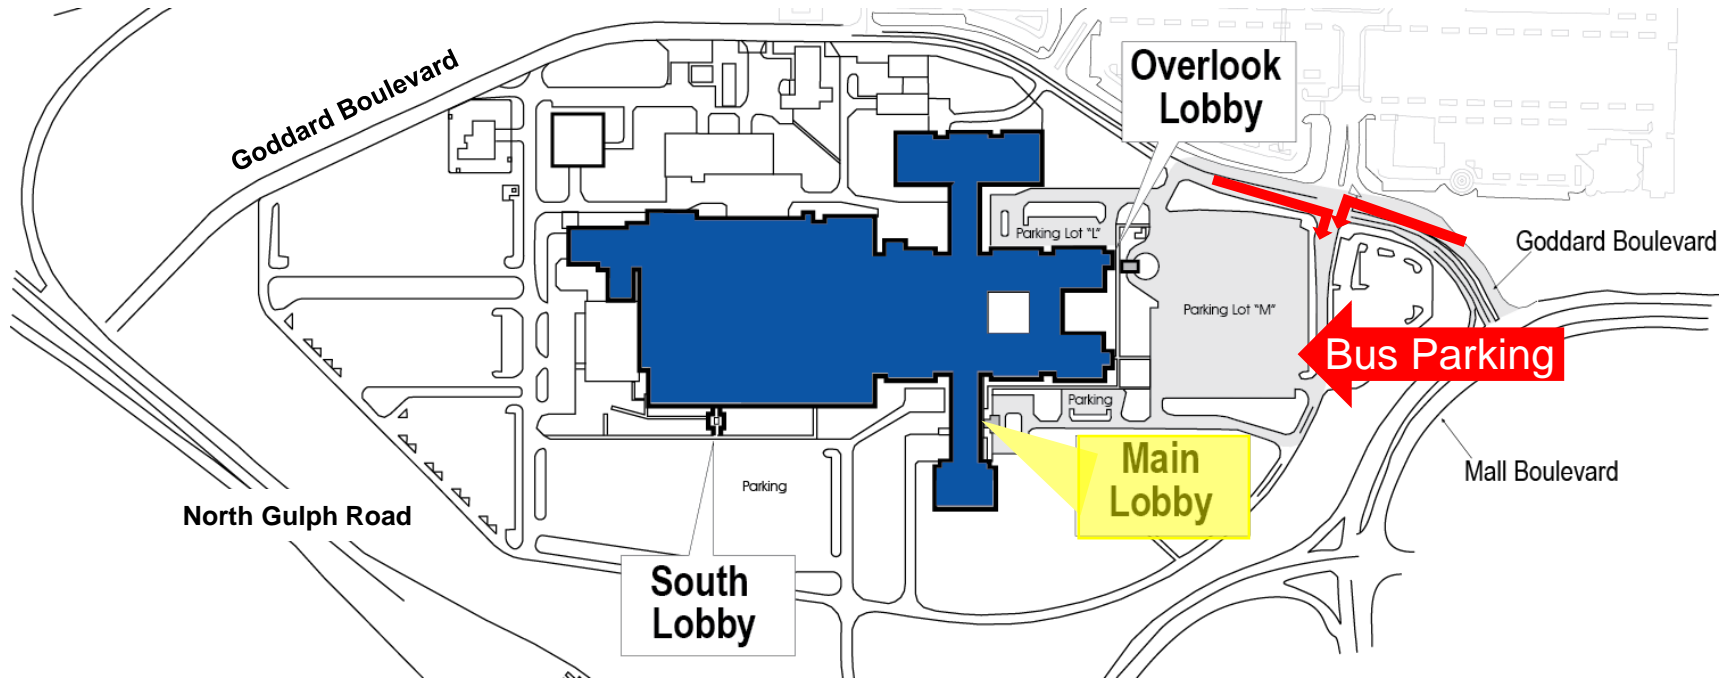 Goddard Boulevard
Overlook
Lobby
Parking Lot "L"
Goddard Boulevard
Parking Lot "M"
Bus Parking
Parking
Main
Lobby
Mall Boulevard
Parking
North Gulph Road
South
Lobby